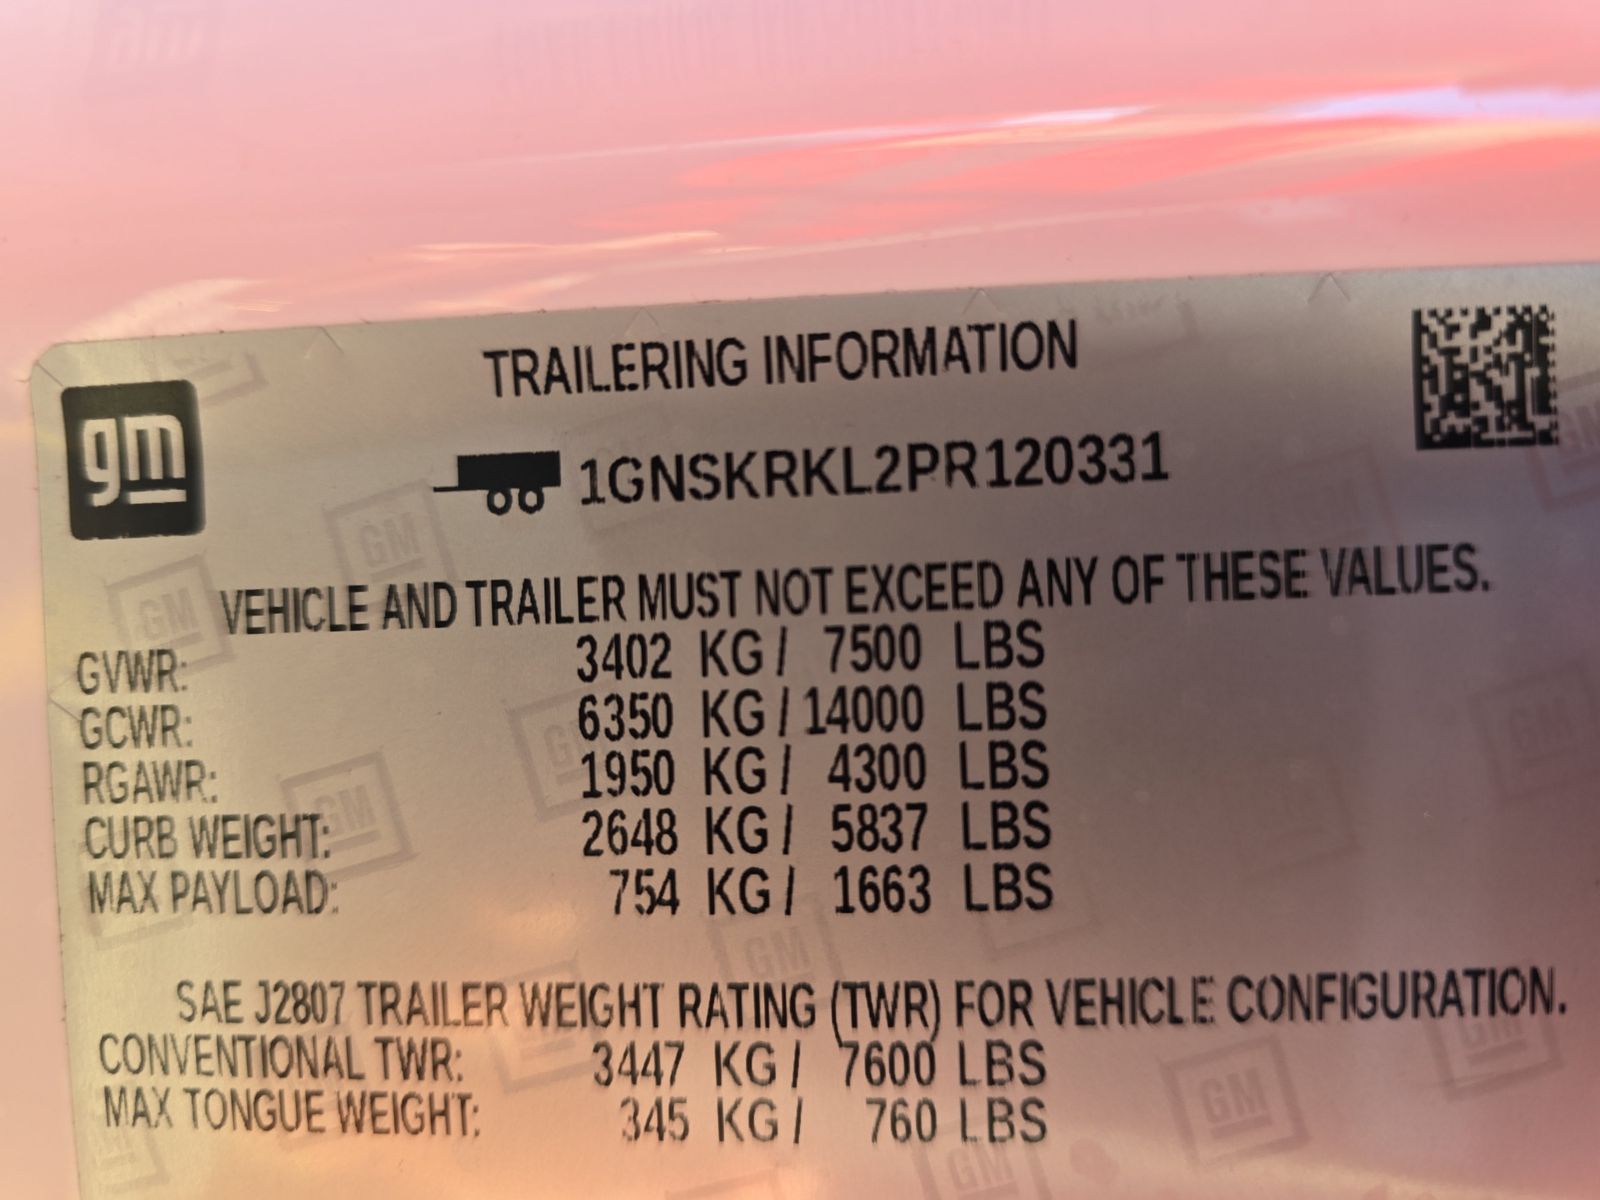 TRAILERING INFORMATION
gm
1GNSKRKL2PR120331
VEHICLE AND TRAILER MUST NOT EXCEED ANY OF THESE VALUES.
GVWR: 3402 KG / 7500 LBS
GCWR: 6350 KG / 14000 LBS
RGAWR: 1950 KG / 4300 LBS
CURB WEIGHT: 2648 KG / 5837 LBS
MAX PAYLOAD: 754 KG / 1663 LBS
SAE J2807 TRAILER WEIGHT RATING (TWR) FOR VEHICLE CONFIGURATION.
CONVENTIONAL TWR: 3447 KG / 7600 LBS
MAX TONGUE WEIGHT: 345 KG / 760 LBS